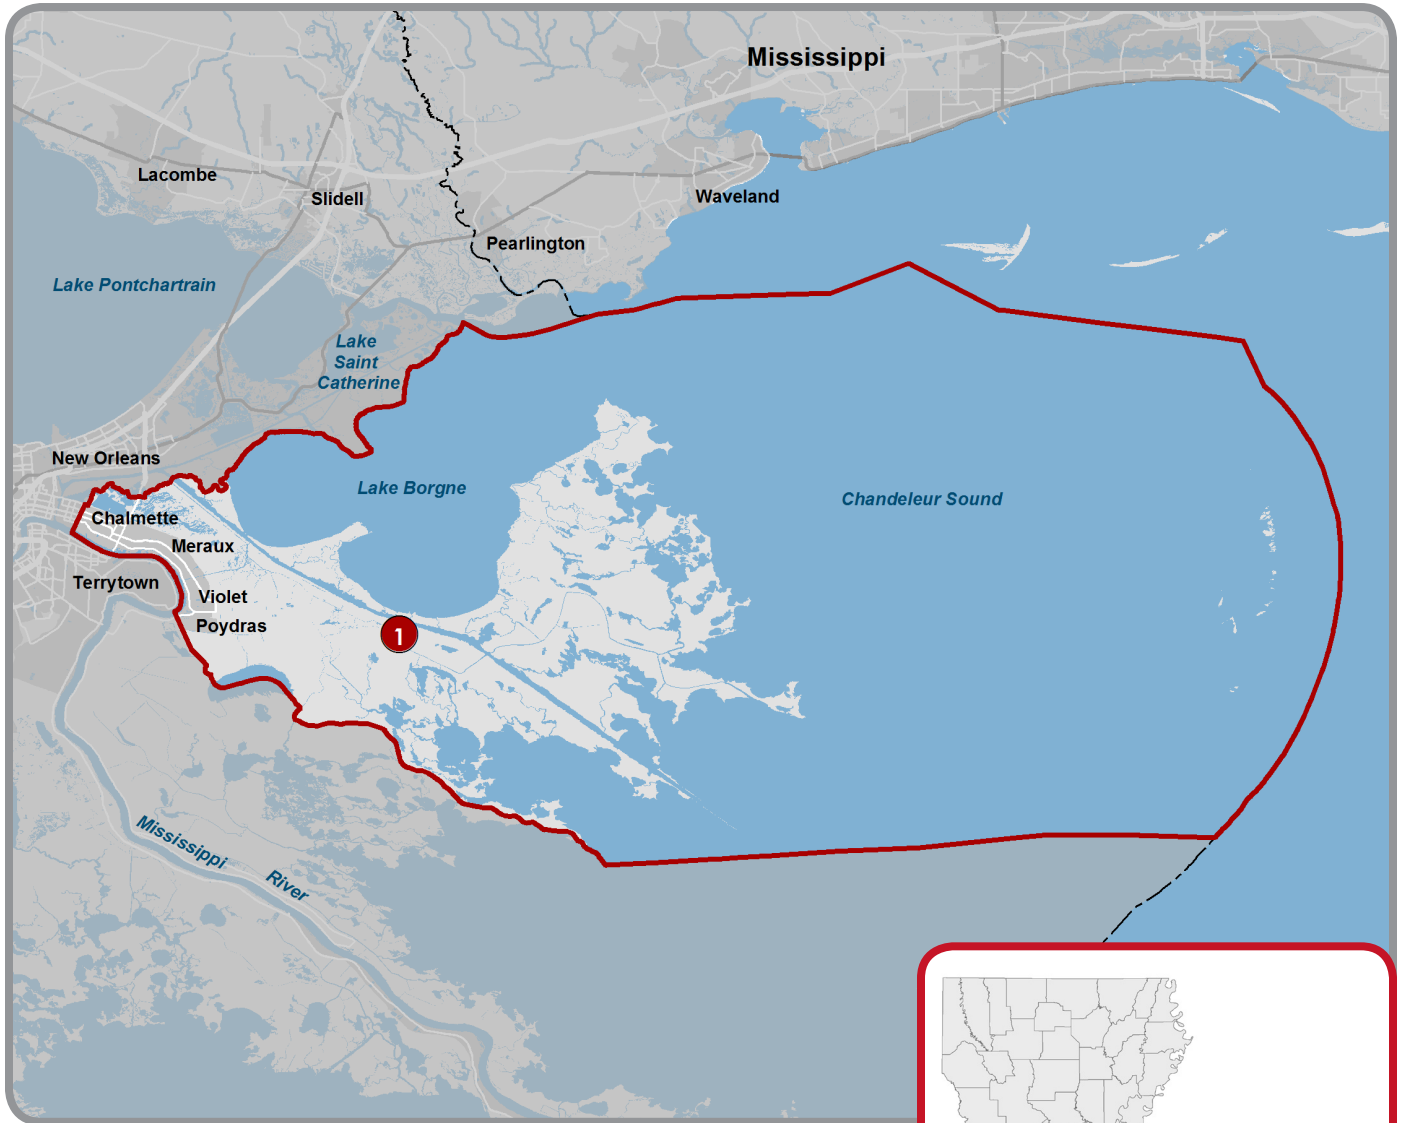 Mississippi
Lacombe
Slidell
Waveland
Pearlington
Lake Pontchartrain
Lake
Saint
Catherine
New Orleans
Lake Borgne
Chandeleur Sound
Chalmette
Meraux
Terrytown
Violet
Poydras
1
Mississippi
River